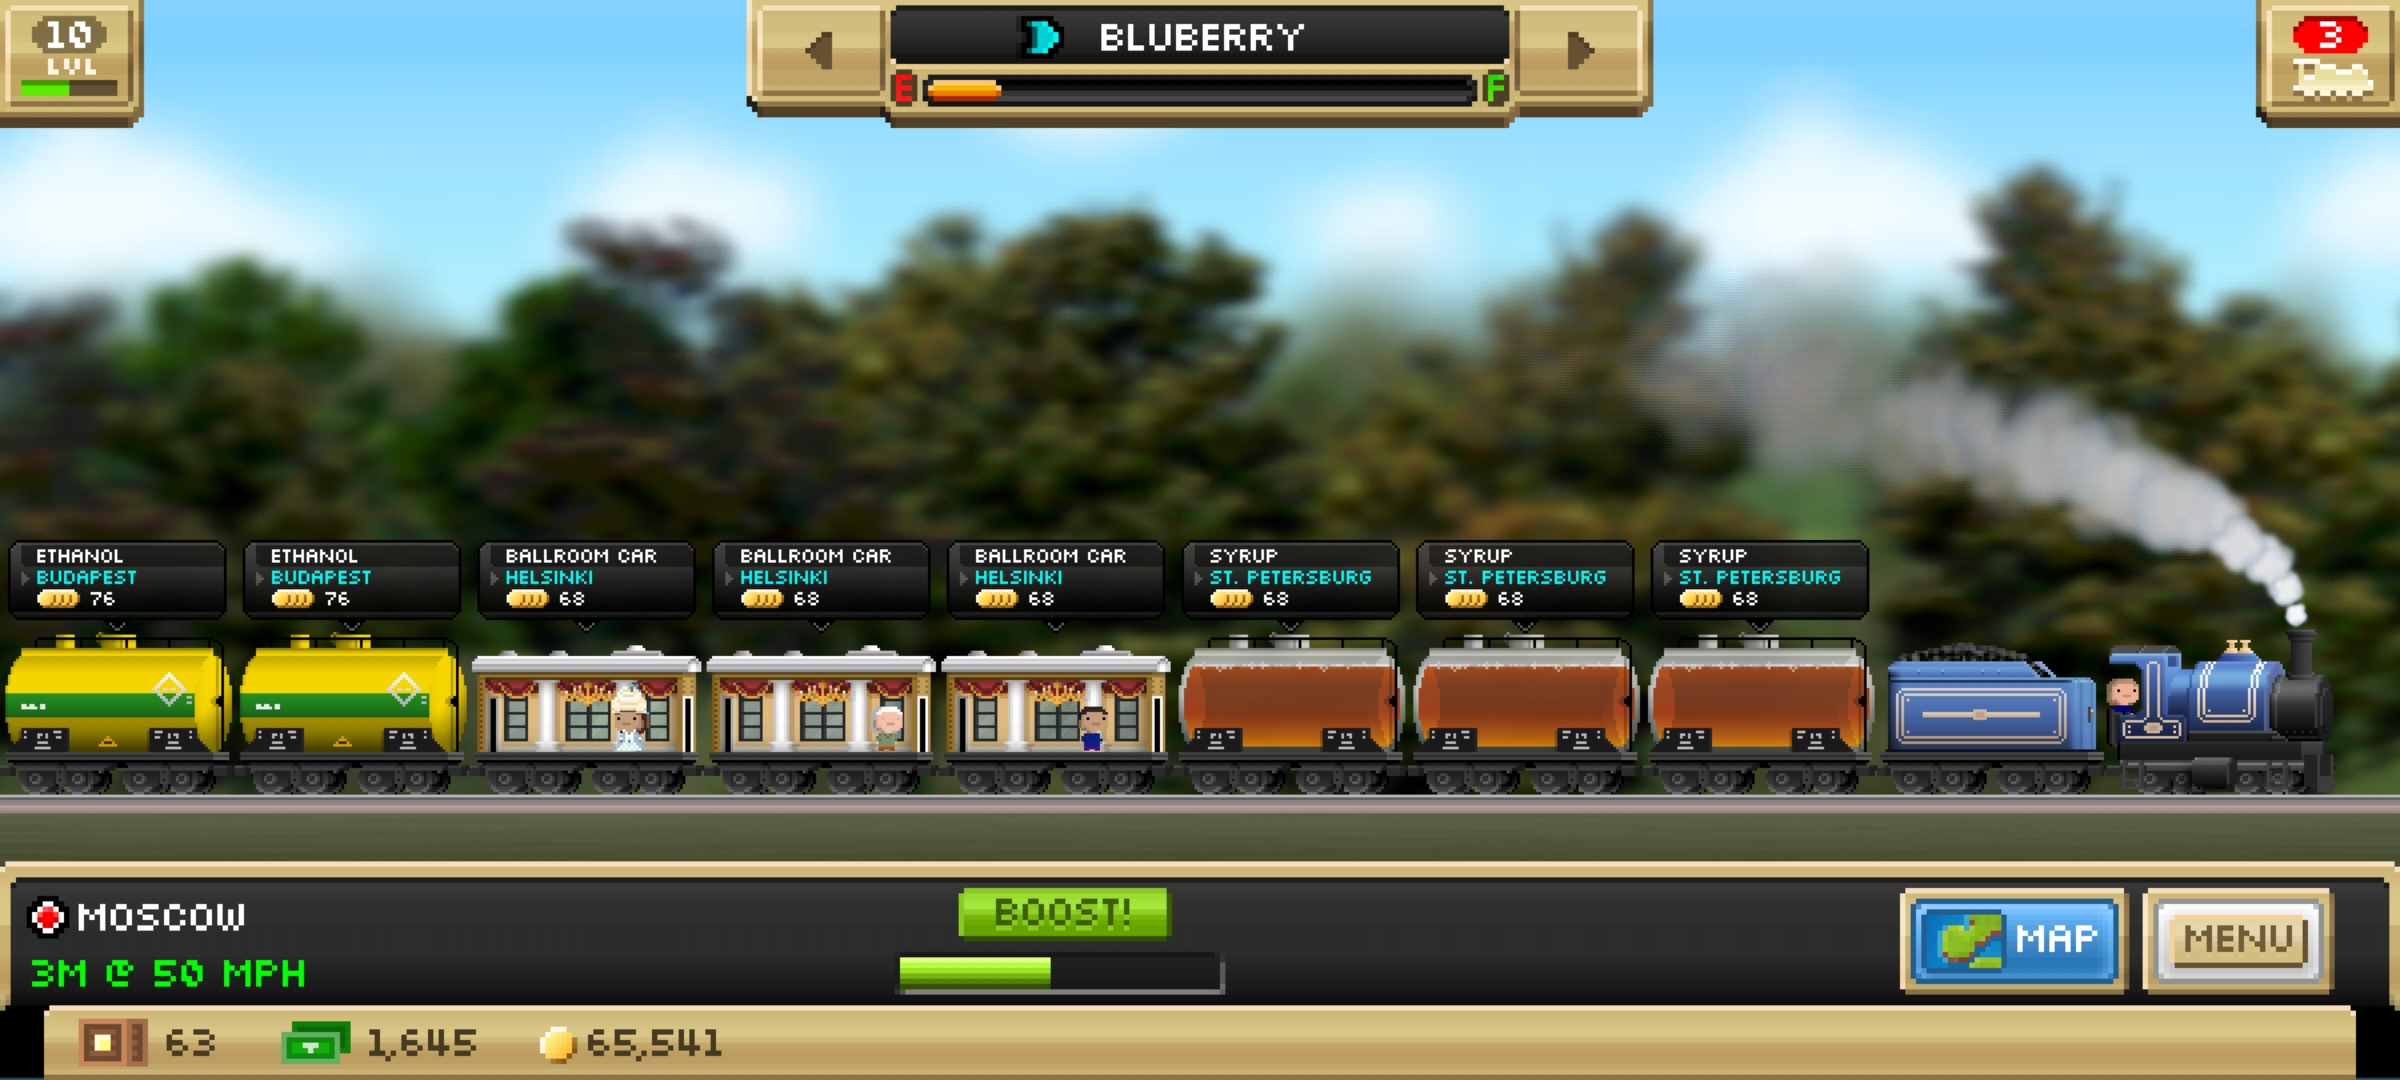 10
LVL
BLUBERRY
E F
3
ETHANOL
BUDAPEST
76
ETHANOL
BUDAPEST
76
BALLROOM CAR
HELSINKI
68
BALLROOM CAR
HELSINKI
68
BALLROOM CAR
HELSINKI
68
SYRUP
ST. PETERSBURG
68
SYRUP
ST. PETERSBURG
68
SYRUP
ST. PETERSBURG
68
MOSCOW
3M @ 50 MPH
BOOST!
MAP
MENU
63
1,645
65,541